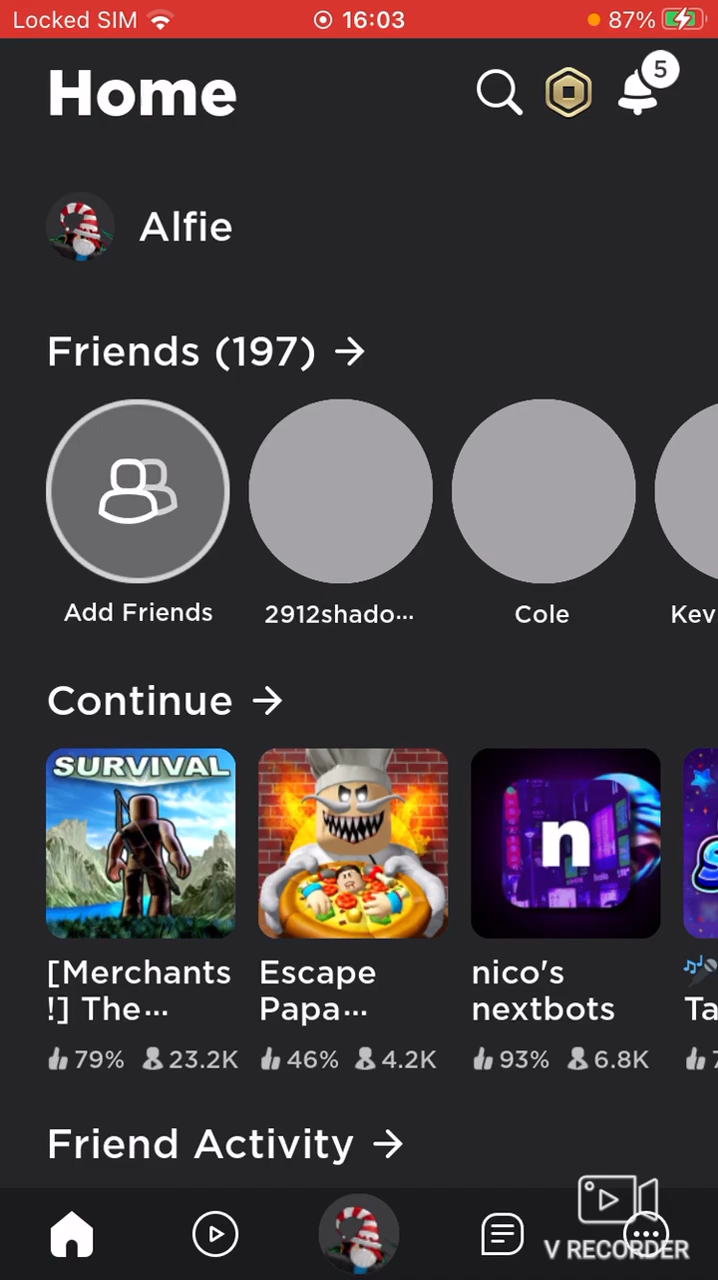 Locked SIM 16:03 87%
Home
5
Alfie
Friends (197)
Add Friends 2912shado... Cole Kev
Continue
SURVIVAL
n
[Merchants Escape nico's
!] The... Papa... nextbots Ta
79% 23.2K 46% 4.2K 93% 6.8K 7
Friend Activity
V RECORDER